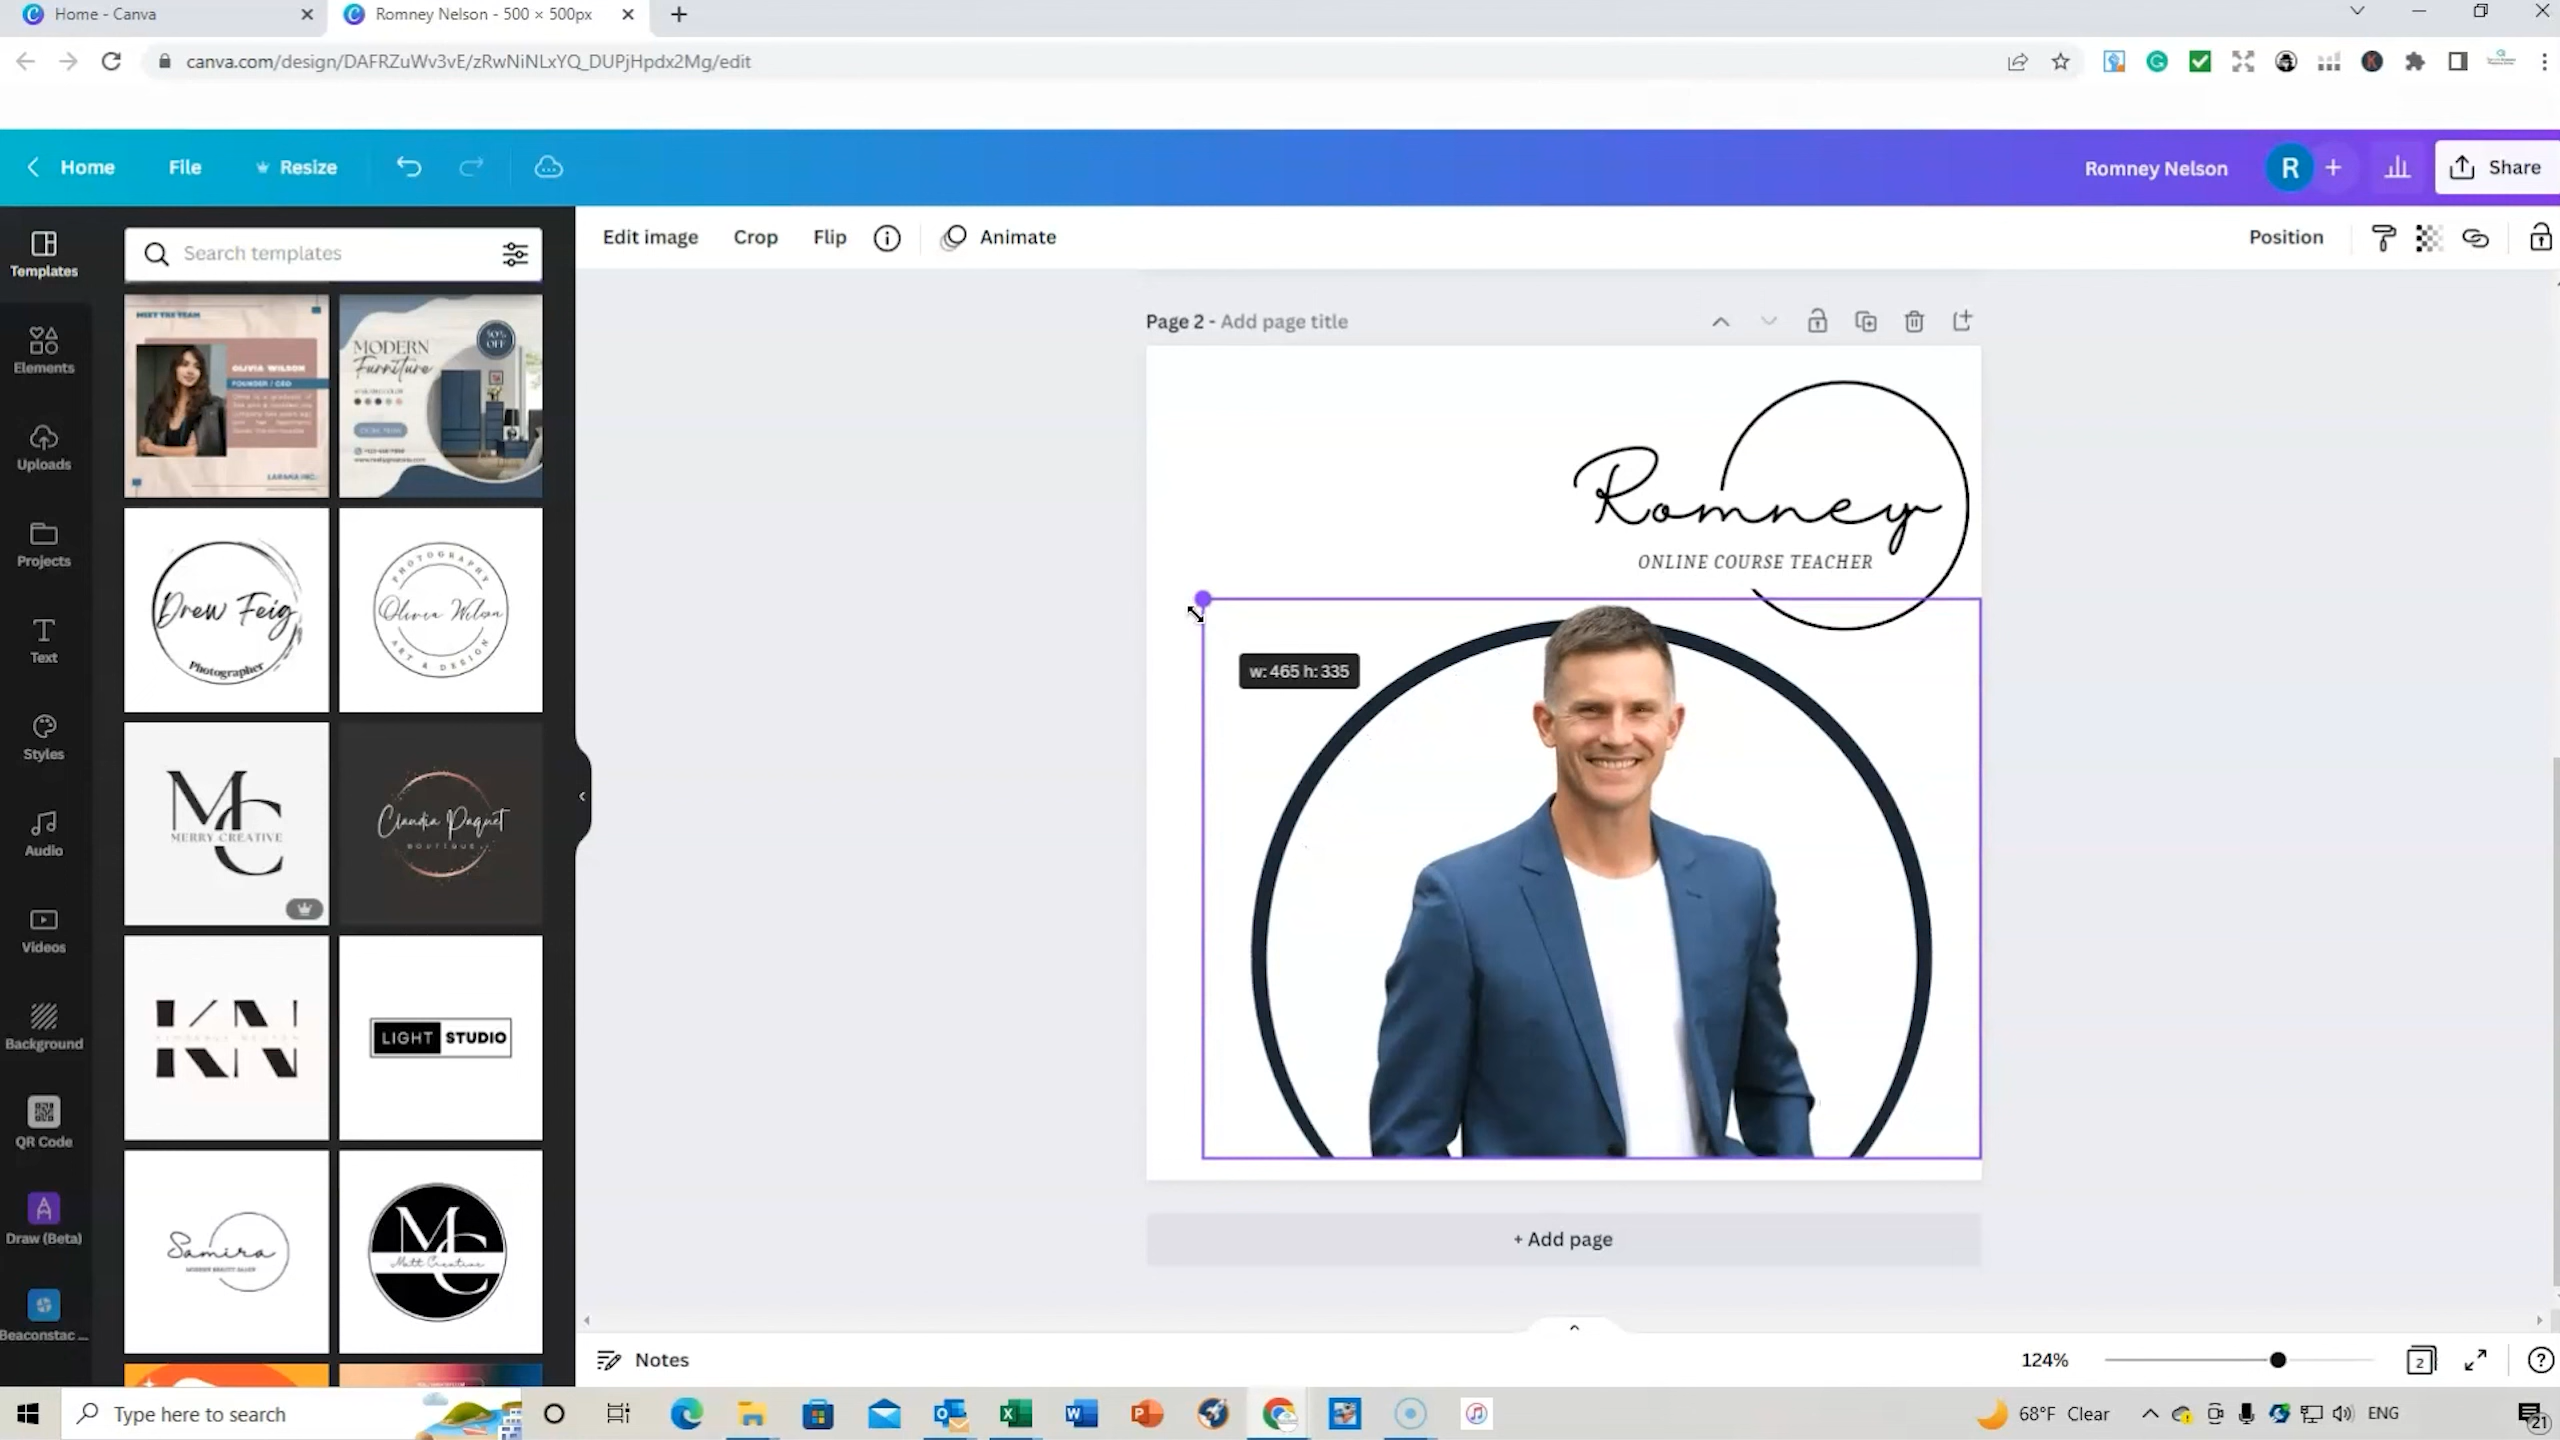 Home - Canva
Romney Nelson - 500 × 500px
canva.com/design/DAFRZuWv3vE/zRwNiNLxYQ_DUPjHpdx2Mg/edit
Home
File
Resize
Romney Nelson
R
Share
Templates
Search templates
Edit image
Crop
Flip
Animate
Position
Elements
Uploads
Projects
Text
Styles
Audio
Videos
Background
QR Code
Draw (Beta)
Beaconstac ...
MEET THE TEAM
OLIVIA WILSON
FOUNDER / CEO
MODERN
Furniture
50%
OFF
Drew Feig
Photographer
PHOTOGRAPHY
Olivia Wilson
ART & DESIGN
MC
MERRY CREATIVE
Claudia Paquet
BOUTIQUE
KN
LIGHT STUDIO
Samira
MODERN BEAUTY SALON
MC
Matt Creative
Page 2 - Add page title
Romney
ONLINE COURSE TEACHER
w: 465 h: 335
+ Add page
Notes
124%
2
Type here to search
68°F Clear
ENG
21